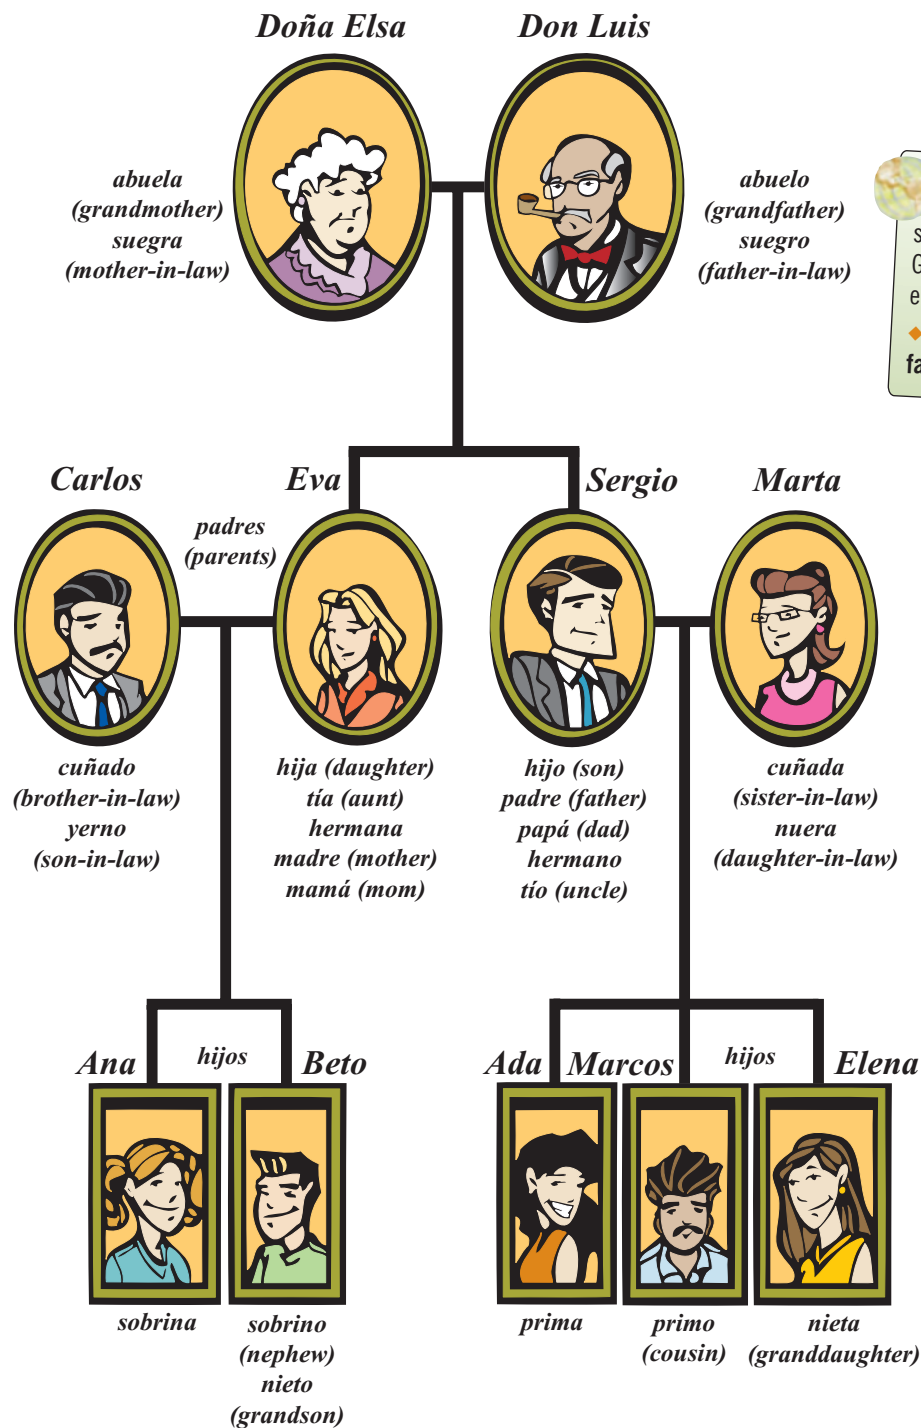 Doña Elsa
Don Luis
abuela
(grandmother)
suegra
(mother-in-law)
abuelo
(grandfather)
suegro
(father-in-law)
Carlos
Eva
Sergio
Marta
padres
(parents)
cuñado
(brother-in-law)
yerno
(son-in-law)
hija (daughter)
tía (aunt)
hermana
madre (mother)
mamá (mom)
hijo (son)
padre (father)
papá (dad)
hermano
tío (uncle)
cuñada
(sister-in-law)
nuera
(daughter-in-law)
Ana
hijos
Beto
Ada
Marcos
hijos
Elena
sobrina
sobrino
(nephew)
nieto
(grandson)
prima
primo
(cousin)
nieta
(granddaughter)